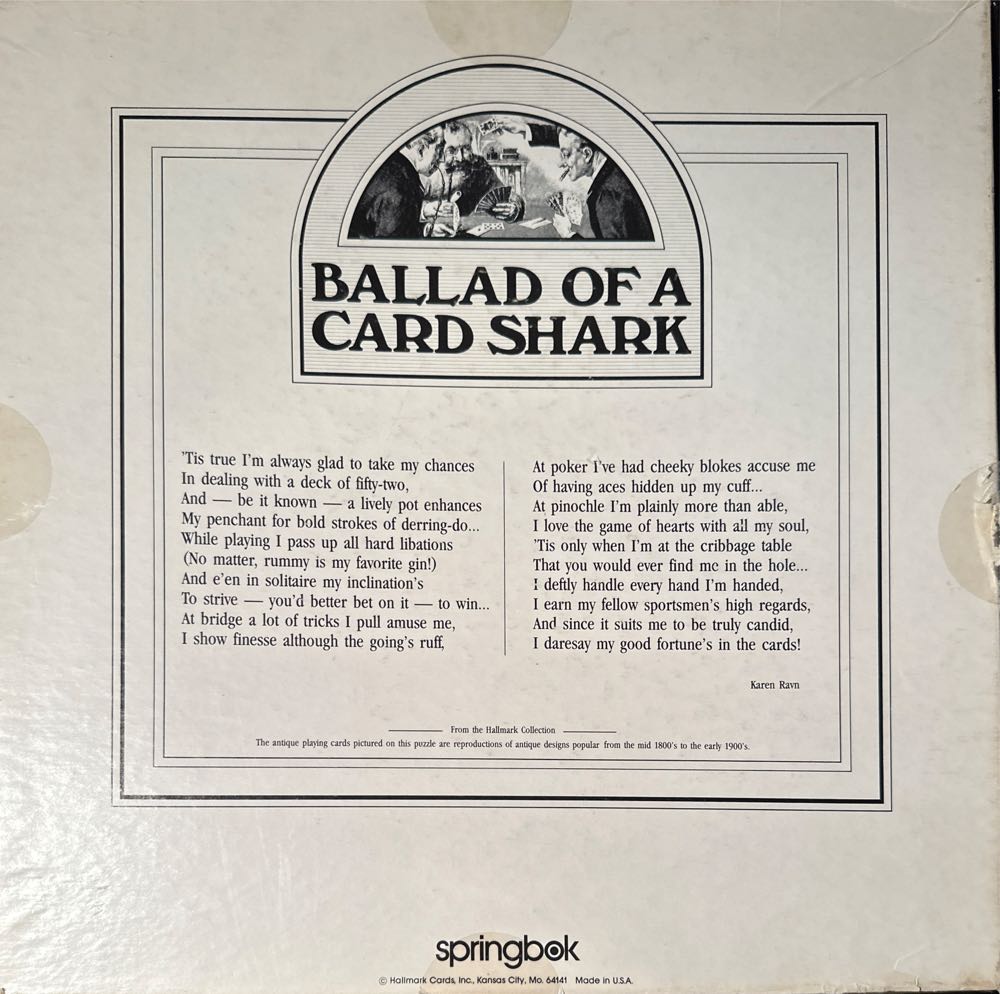 BALLAD OF A
CARD SHARK
'Tis true I'm always glad to take my chances
In dealing with a deck of fifty-two,
And — be it known — a lively pot enhances
My penchant for bold strokes of derring-do...
While playing I pass up all hard libations
(No matter, rummy is my favorite gin!)
And e'en in solitaire my inclination's
To strive — you'd better bet on it — to win...
At bridge a lot of tricks I pull amuse me,
I show finesse although the going's ruff,
At poker I've had cheeky blokes accuse me
Of having aces hidden up my cuff...
At pinochle I'm plainly more than able,
I love the game of hearts with all my soul,
'Tis only when I'm at the cribbage table
That you would ever find me in the hole...
I deftly handle every hand I'm handed,
I earn my fellow sportsmen's high regards,
And since it suits me to be truly candid,
I daresay my good fortune's in the cards!
Karen Ravn
From the Hallmark Collection
The antique playing cards pictured on this puzzle are reproductions of antique designs popular from the mid 1800's to the early 1900's.
springbok
© Hallmark Cards, Inc., Kansas City, Mo. 64141 Made in U.S.A.